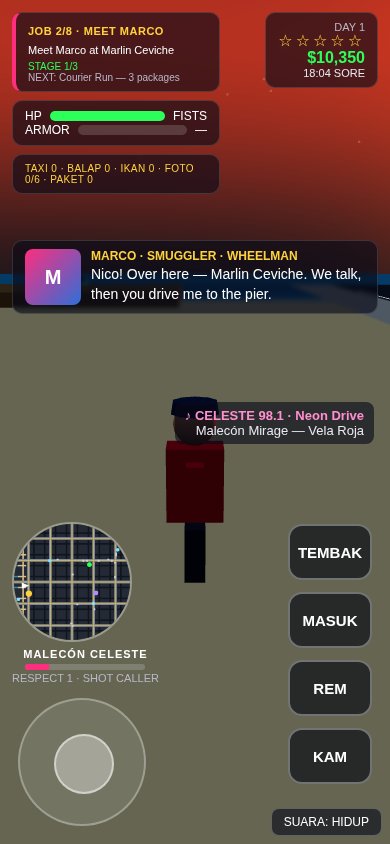 JOB 2/8 · MEET MARCO
Meet Marco at Marlin Ceviche
STAGE 1/3
NEXT: Courier Run — 3 packages
DAY 1
☆☆☆☆☆
$10,350
18:04 SORE
HP FISTS
ARMOR —
TAXI 0 · BALAP 0 · IKAN 0 · FOTO
0/6 · PAKET 0
M
MARCO · SMUGGLER · WHEELMAN
Nico! Over here — Marlin Ceviche. We talk,
then you drive me to the pier.
♪ CELESTE 98.1 · Neon Drive
Malecón Mirage — Vela Roja
TEMBAK
MASUK
REM
KAM
MALECÓN CELESTE
RESPECT 1 · SHOT CALLER
SUARA: HIDUP